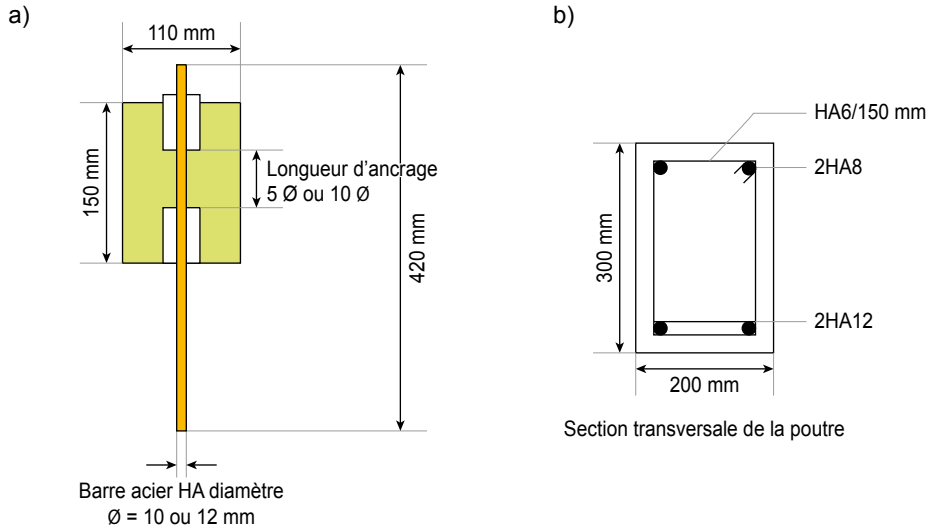 a)
110 mm
150 mm
Longueur d'ancrage
5 Ø ou 10 Ø
420 mm
Barre acier HA diamètre
Ø = 10 ou 12 mm
b)
HA6/150 mm
2HA8
300 mm
2HA12
200 mm
Section transversale de la poutre